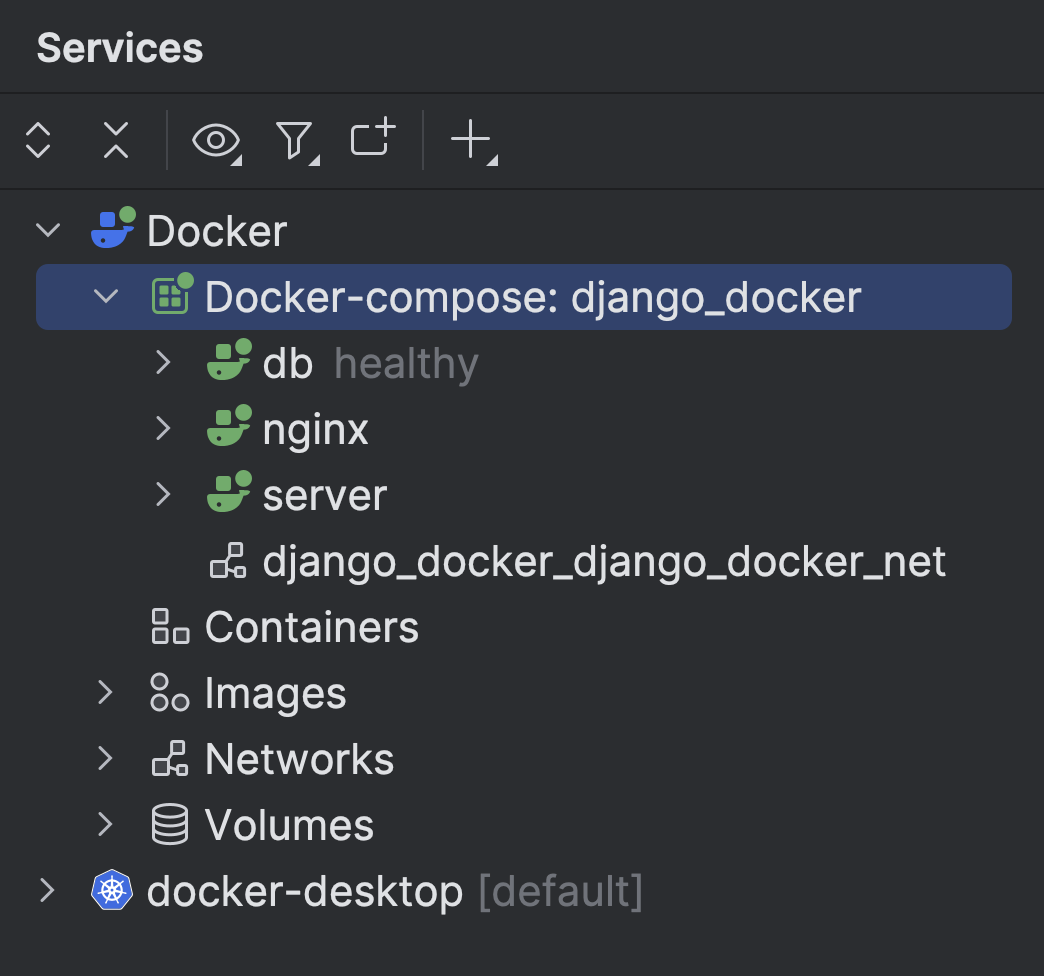 Services
Docker
Docker-compose: django_docker
db healthy
nginx
server
django_docker_django_docker_net
Containers
Images
Networks
Volumes
docker-desktop [default]